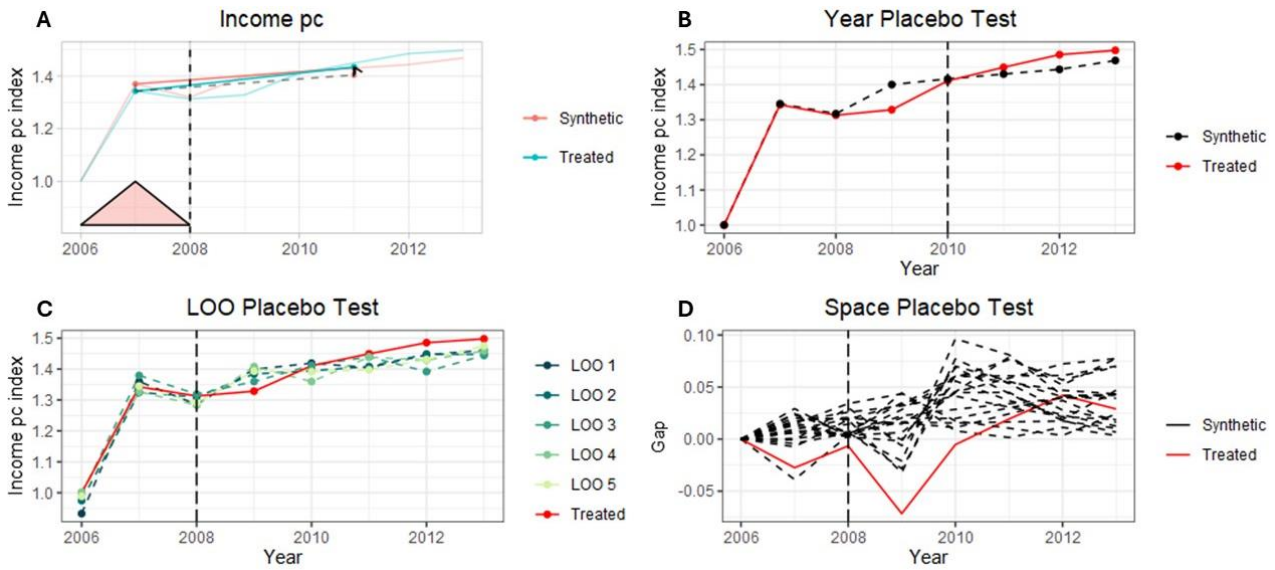 A
Income pc
Income pc index
1.4
1.2
1.0
2006 2008 2010 2012
Synthetic
Treated
B
Year Placebo Test
Income pc index
1.5
1.4
1.3
1.2
1.1
1.0
2006 2008 2010 2012
Year
Synthetic
Treated
C
LOO Placebo Test
Income pc index
1.5
1.4
1.3
1.2
1.1
1.0
2006 2008 2010 2012
Year
LOO 1
LOO 2
LOO 3
LOO 4
LOO 5
Treated
D
Space Placebo Test
Gap
0.10
0.05
0.00
-0.05
2006 2008 2010 2012
Year
Synthetic
Treated